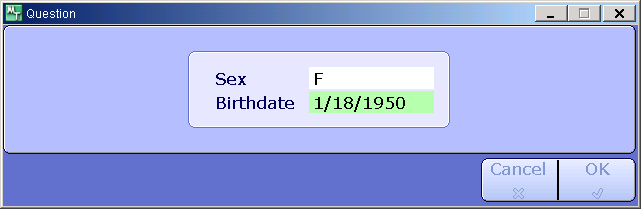 Question
Sex F
Birthdate 1/18/1950
Cancel OK